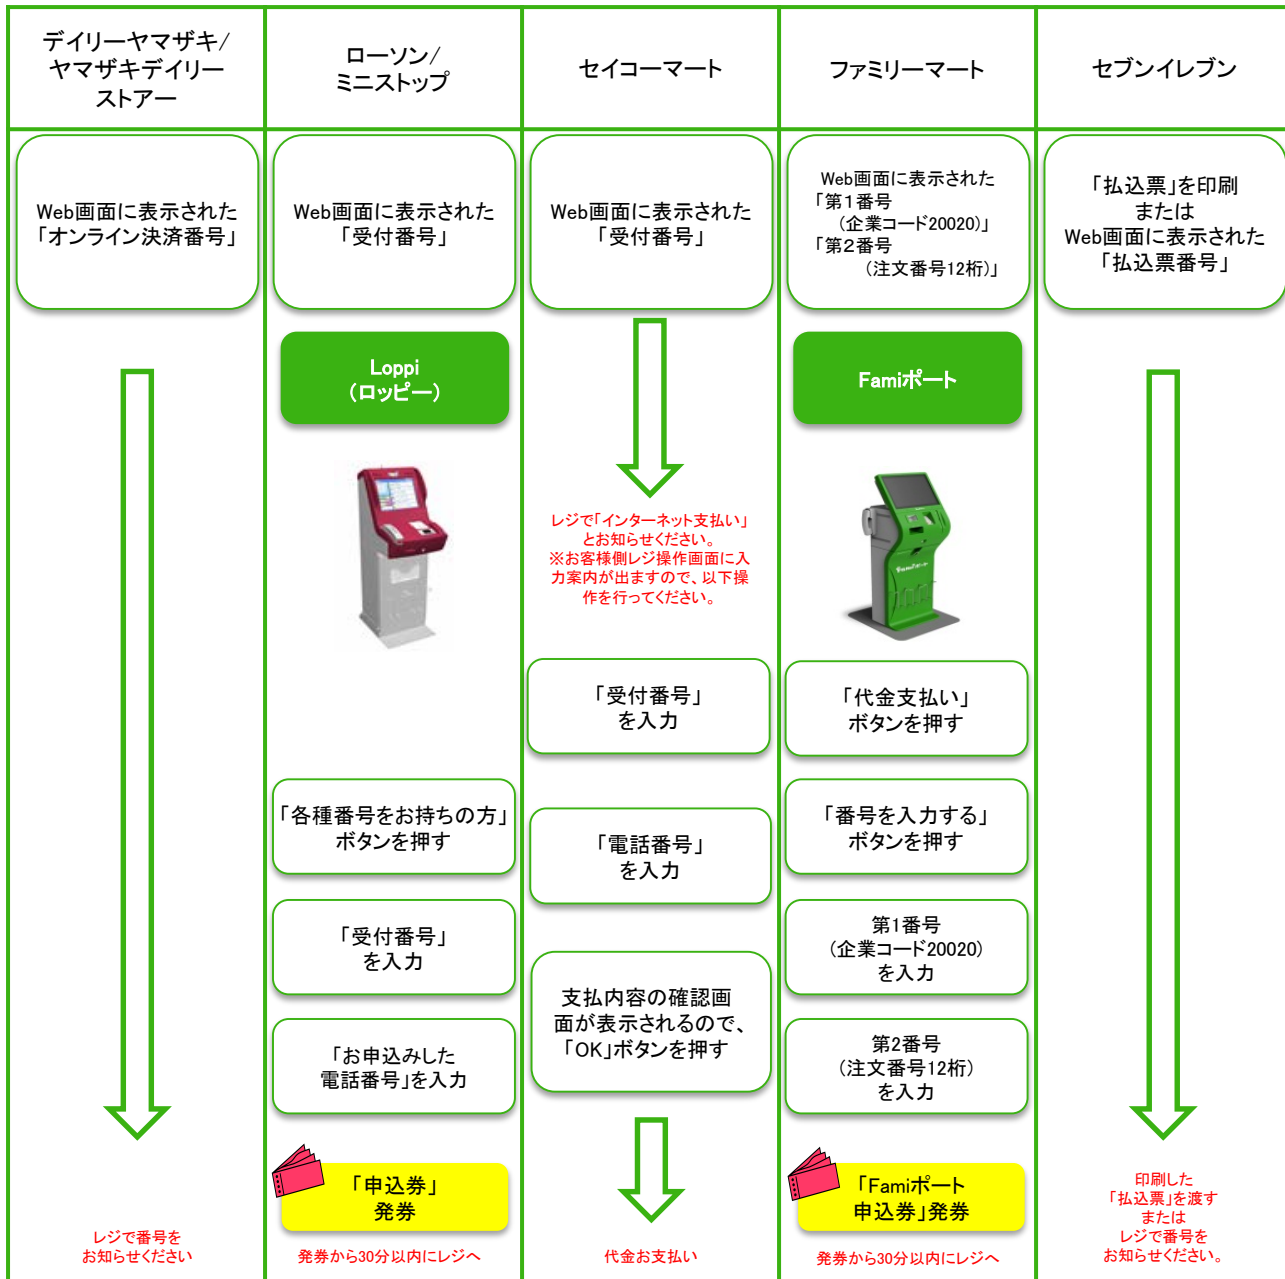 デイリーヤマザキ/
ヤマザキデイリー
ストアー
ローソン/
ミニストップ
セイコーマート
ファミリーマート
セブンイレブン
Web画面に表示された
「オンライン決済番号」
レジで番号を
お知らせください
Web画面に表示された
「受付番号」
Loppi
(ロッピー)
「各種番号をお持ちの方」
ボタンを押す
「受付番号」
を入力
「お申込みした
電話番号」を入力
「申込券」
発券
発券から30分以内にレジへ
Web画面に表示された
「受付番号」
レジで「インターネット支払い」
とお知らせください。
※お客様側レジ操作画面に入
力案内が出ますので、以下操
作を行ってください。
「受付番号」
を入力
「電話番号」
を入力
支払内容の確認画
面が表示されるので、
「OK」ボタンを押す
代金お支払い
Web画面に表示された
「第1番号
(企業コード20020)」
「第2番号
(注文番号12桁)」
Famiポート
「代金支払い」
ボタンを押す
「番号を入力する」
ボタンを押す
第1番号
(企業コード20020)
を入力
第2番号
(注文番号12桁)
を入力
「Famiポート
申込券」発券
発券から30分以内にレジへ
「払込票」を印刷
または
Web画面に表示された
「払込票番号」
印刷した
「払込票」を渡す
または
レジで番号を
お知らせください。